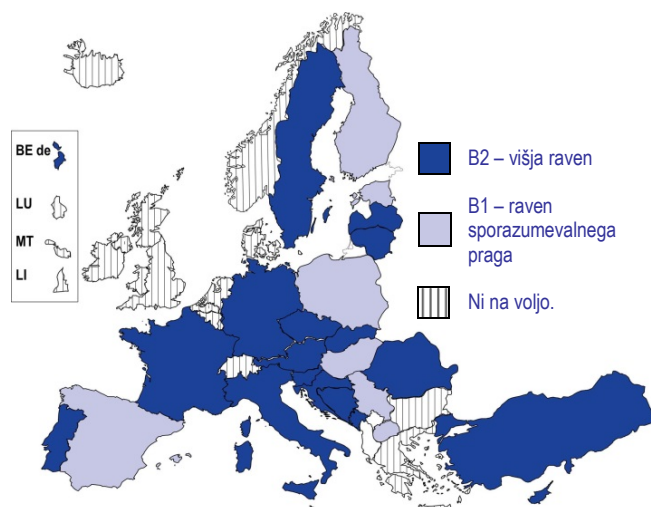 BE de
LU
MT
LI
B2 – višja raven
B1 – raven
sporazumevalnega
praga
Ni na voljo.